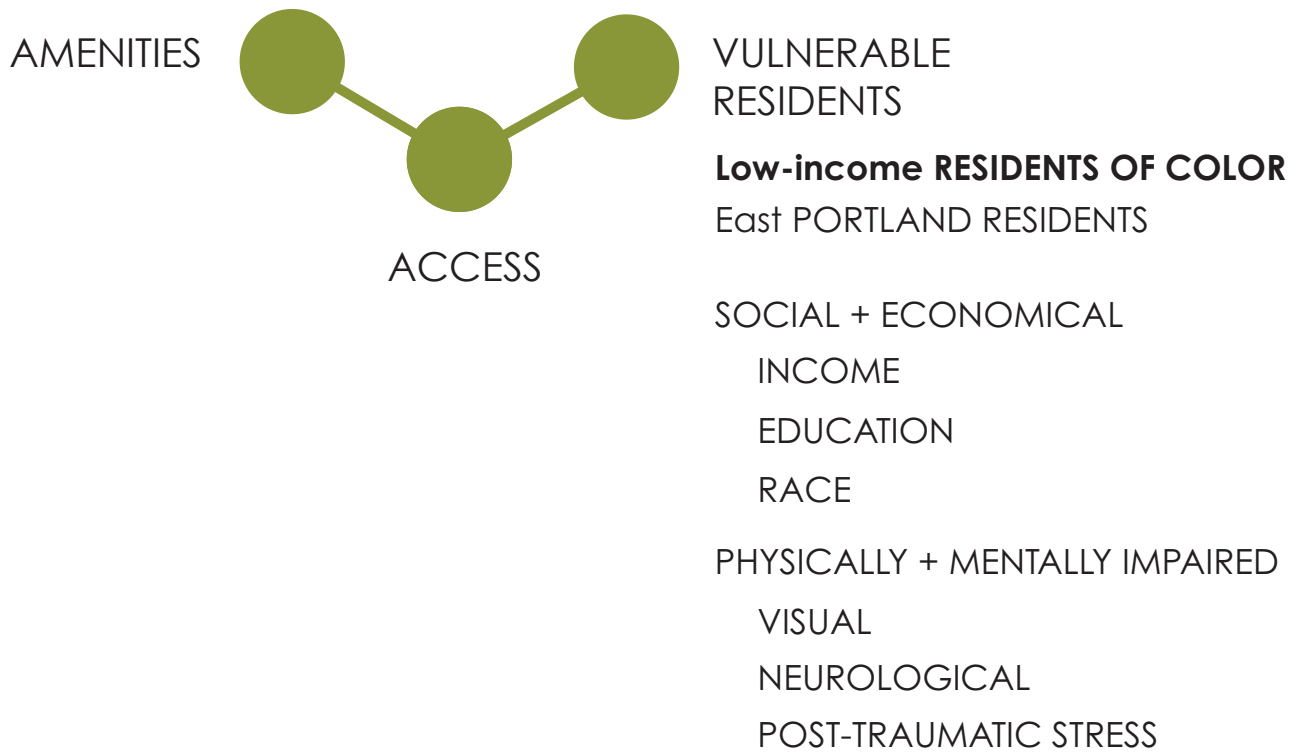 AMENITIES
ACCESS
VULNERABLE
RESIDENTS
Low-income RESIDENTS OF COLOR
East PORTLAND RESIDENTS
SOCIAL + ECONOMICAL
INCOME
EDUCATION
RACE
PHYSICALLY + MENTALLY IMPAIRED
VISUAL
NEUROLOGICAL
POST-TRAUMATIC STRESS